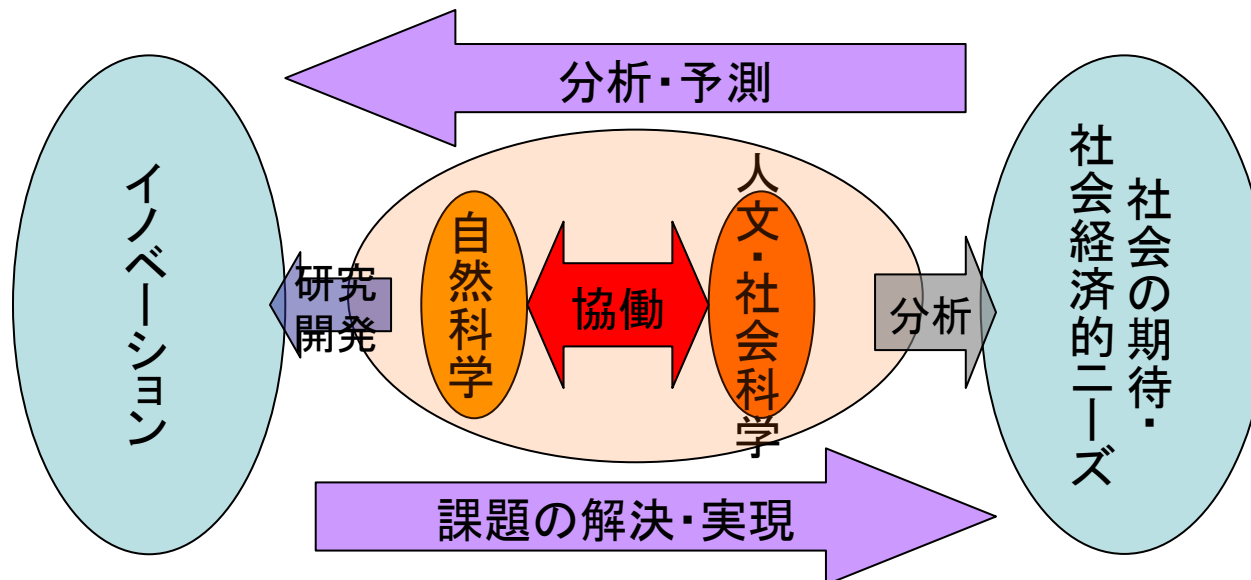 分析・予測
イノベーション
研究
開発
自然科学
協働
人文・社会科学
分析
社会の期待・
社会経済的ニーズ
課題の解決・実現